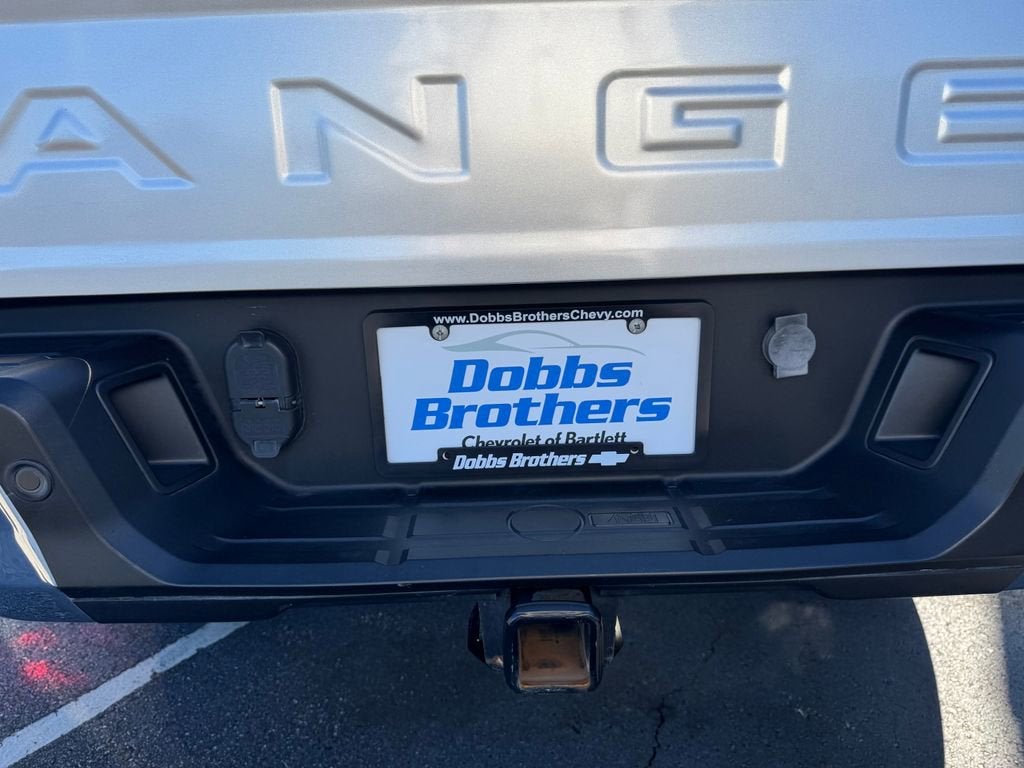 ANGE
www.DobbsBrothersChevy.com
Dobbs
Brothers
Chevrolet of Bartlett
Dobbs Brothers